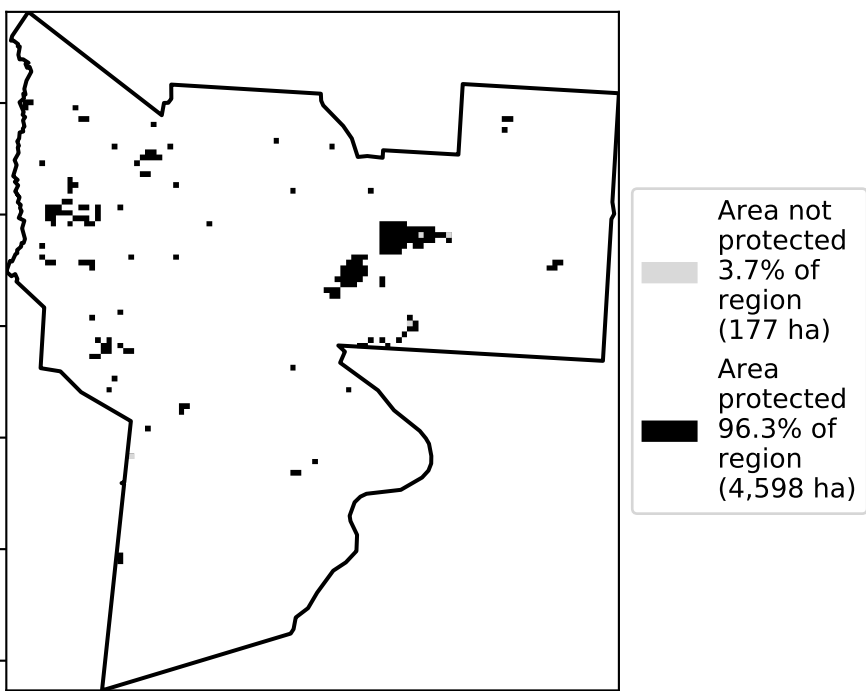 Area not
protected
3.7% of
region
(177 ha)
Area
protected
96.3% of
region
(4,598 ha)